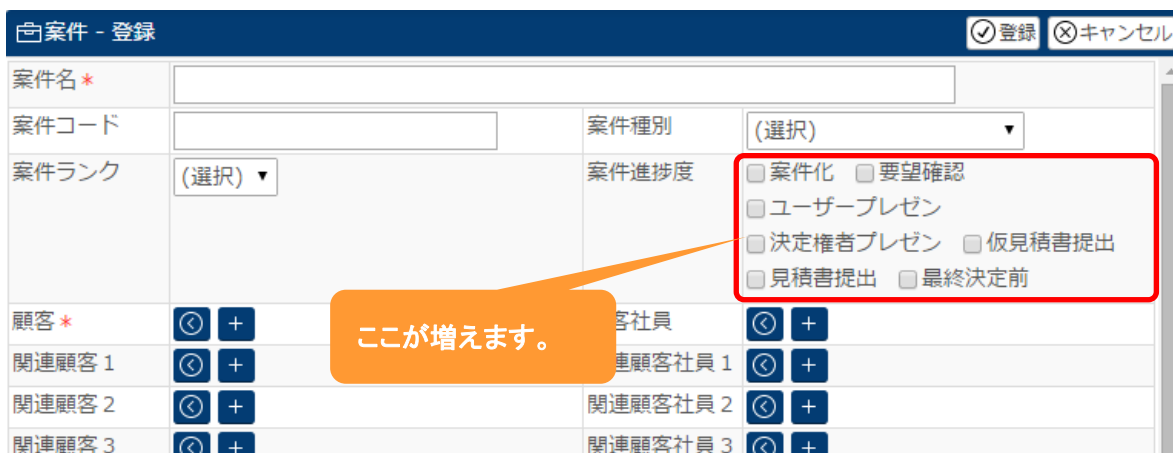 案件 - 登録 登録 キャンセル
案件名*
案件コード 案件種別 (選択)
案件ランク (選択) 案件進捗度 案件化 要望確認
ユーザープレゼン
決定権者プレゼン 仮見積書提出
見積書提出 最終決定前
顧客* 客社員
ここが増えます。
関連顧客1 連顧客社員1
関連顧客2 関連顧客社員2
関連顧客3 関連顧客社員3